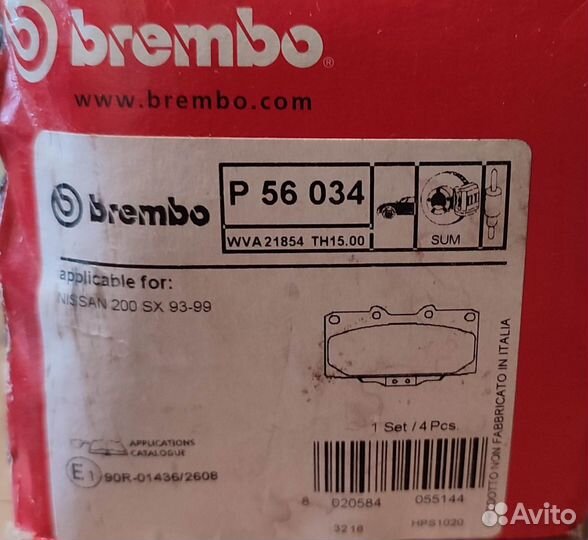 brembo®
www.brembo.com
brembo
P 56 034
WVA 21854 TH15.00
SUM
applicable for:
NISSAN 200 SX 93-99
1 Set / 4 Pcs.
APPLICATIONS
CATALOGUE
E1 90R-01436/2608
8 020584 055144
3218 HPS1020
DOTTO NON FABBRICATO IN ITALIA
Avito